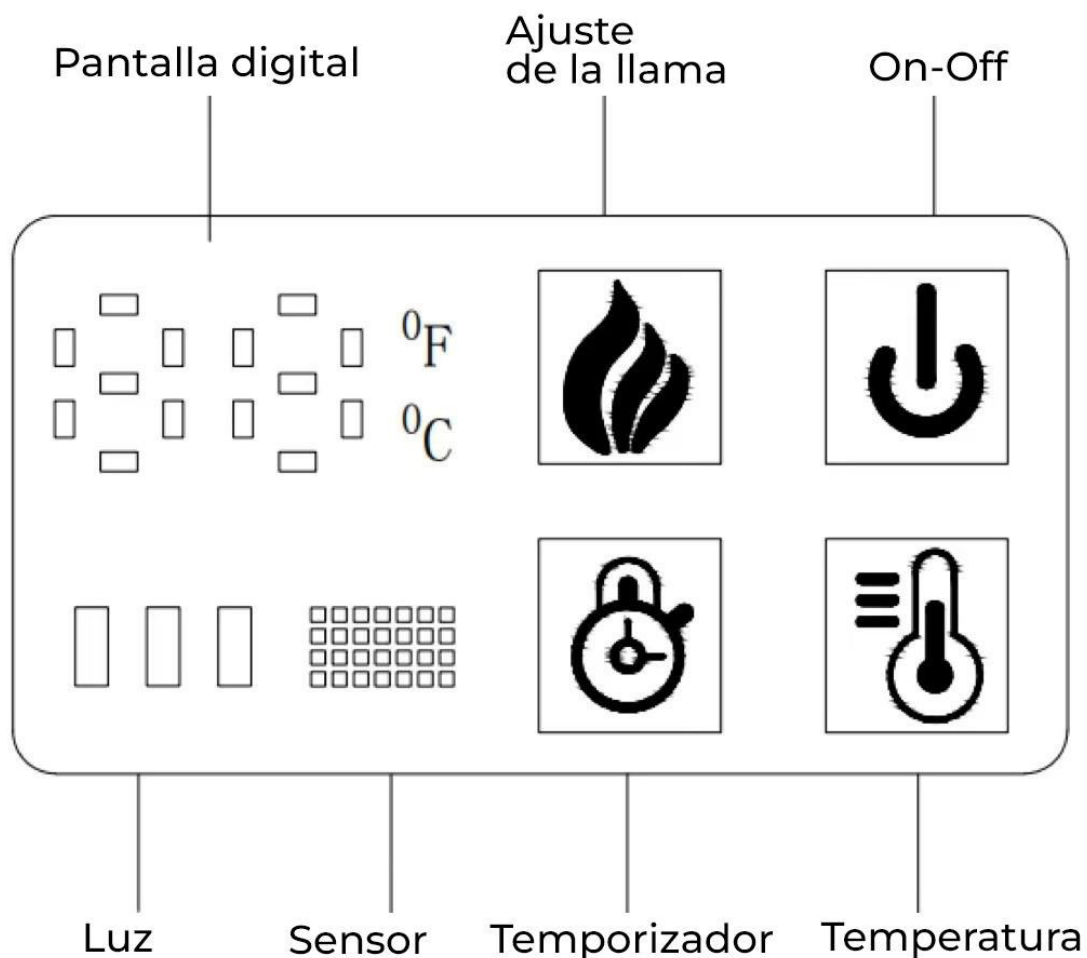 Pantalla digital
Ajuste
de la llama
On-Off
⁰F
⁰C
Luz
Sensor
Temporizador
Temperatura